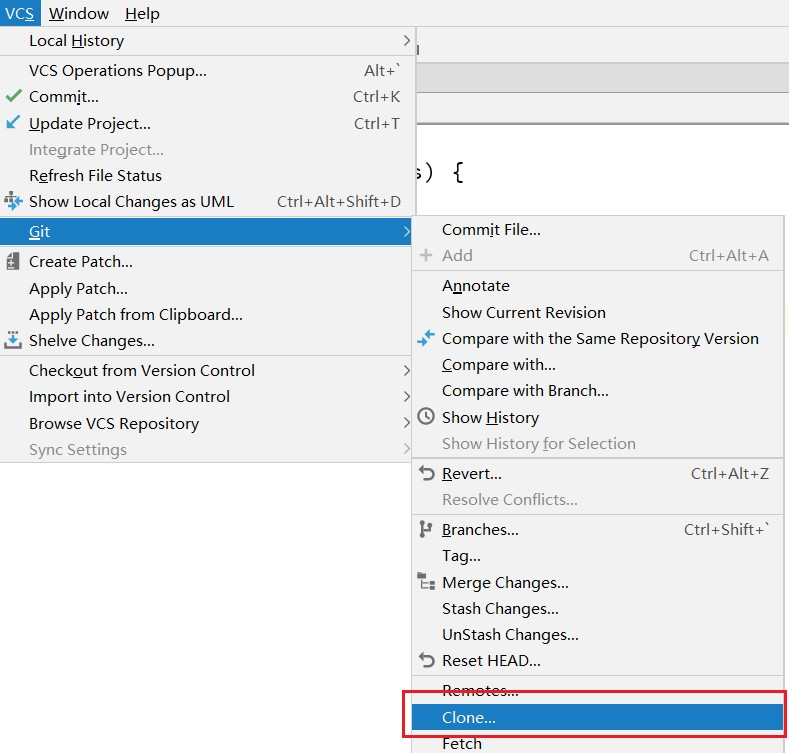 VCS Window Help
Local History
VCS Operations Popup... Alt+`
Commit... Ctrl+K
Update Project... Ctrl+T
Integrate Project...
Refresh File Status
Show Local Changes as UML Ctrl+Alt+Shift+D
Git
Create Patch...
Apply Patch...
Apply Patch from Clipboard...
Shelve Changes...
Checkout from Version Control
Import into Version Control
Browse VCS Repository
Sync Settings
) {
Commit File...
Add Ctrl+Alt+A
Annotate
Show Current Revision
Compare with the Same Repository Version
Compare with...
Compare with Branch...
Show History
Show History for Selection
Revert... Ctrl+Alt+Z
Resolve Conflicts...
Branches... Ctrl+Shift+`
Tag...
Merge Changes...
Stash Changes...
UnStash Changes...
Reset HEAD...
Remotes...
Clone...
Fetch